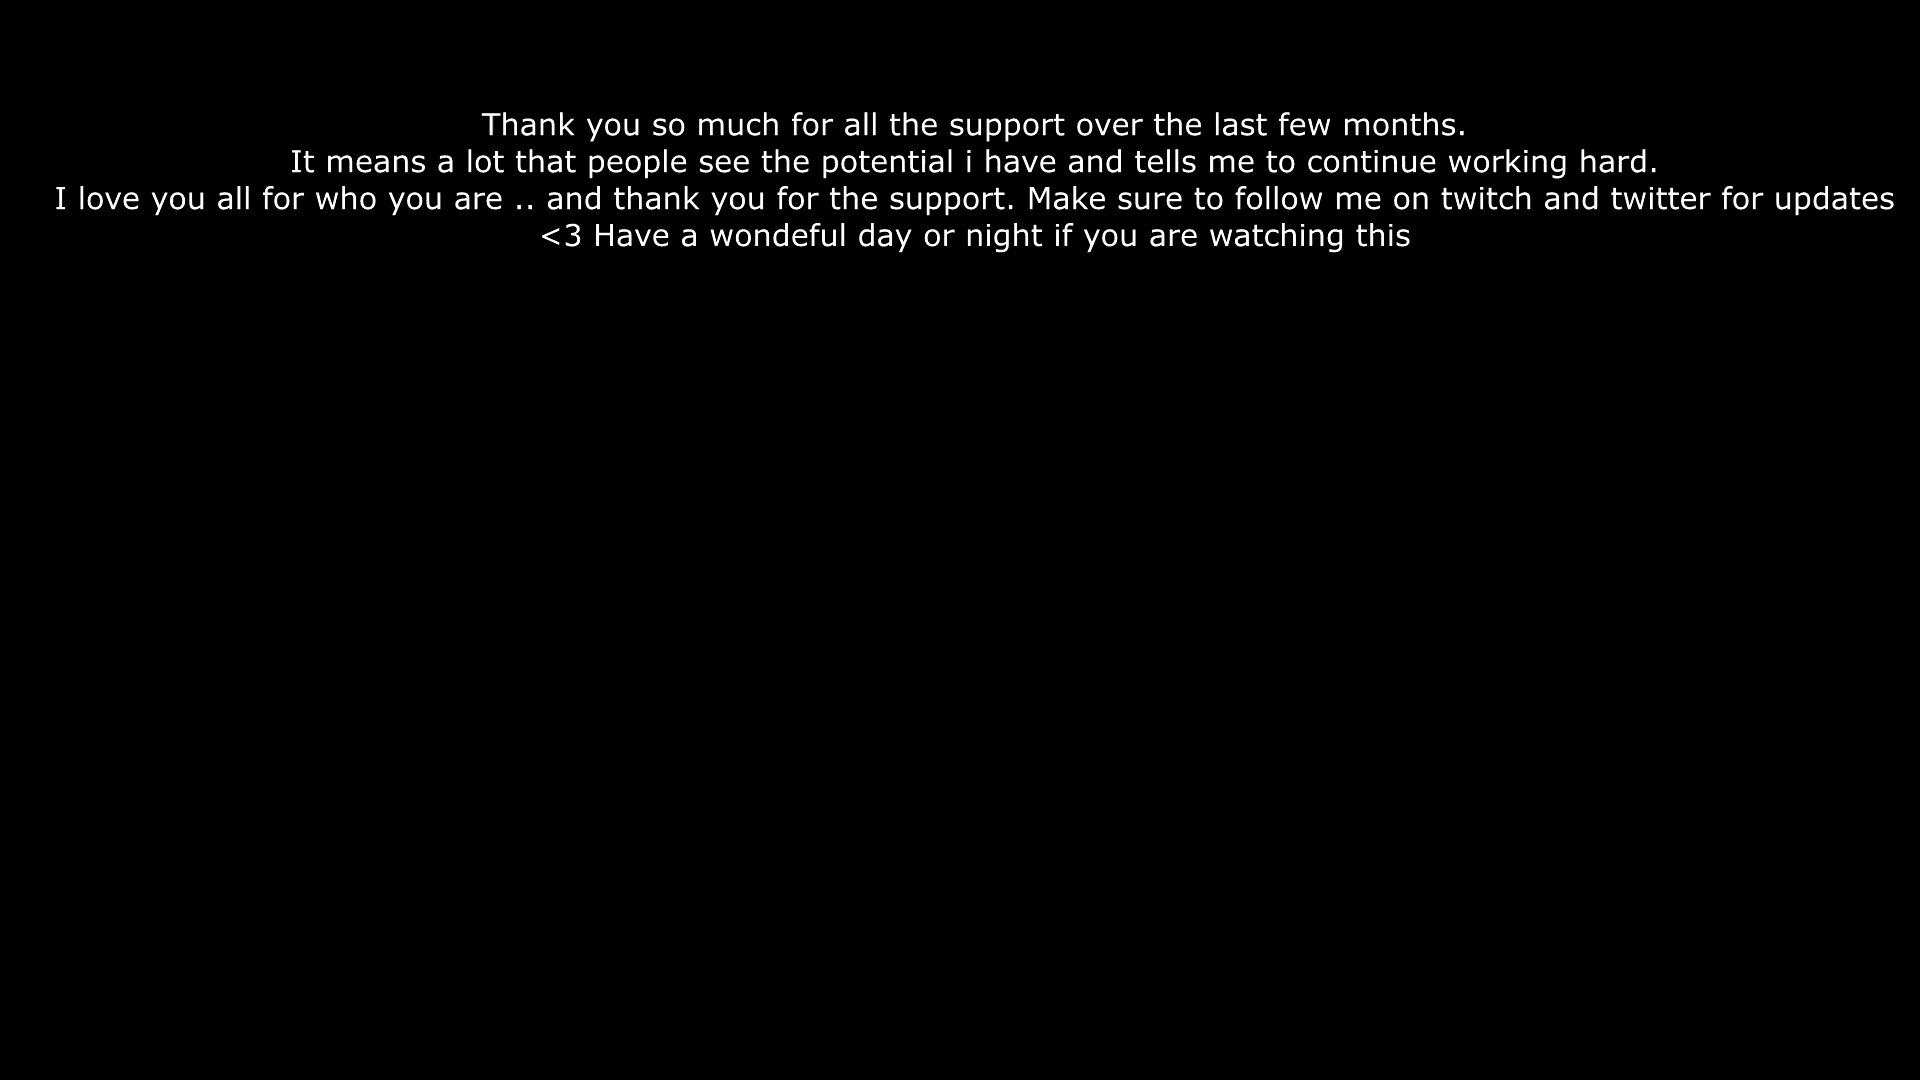 Thank you so much for all the support over the last few months.
It means a lot that people see the potential i have and tells me to continue working hard.
I love you all for who you are .. and thank you for the support. Make sure to follow me on twitch and twitter for updates
<3 Have a wondeful day or night if you are watching this